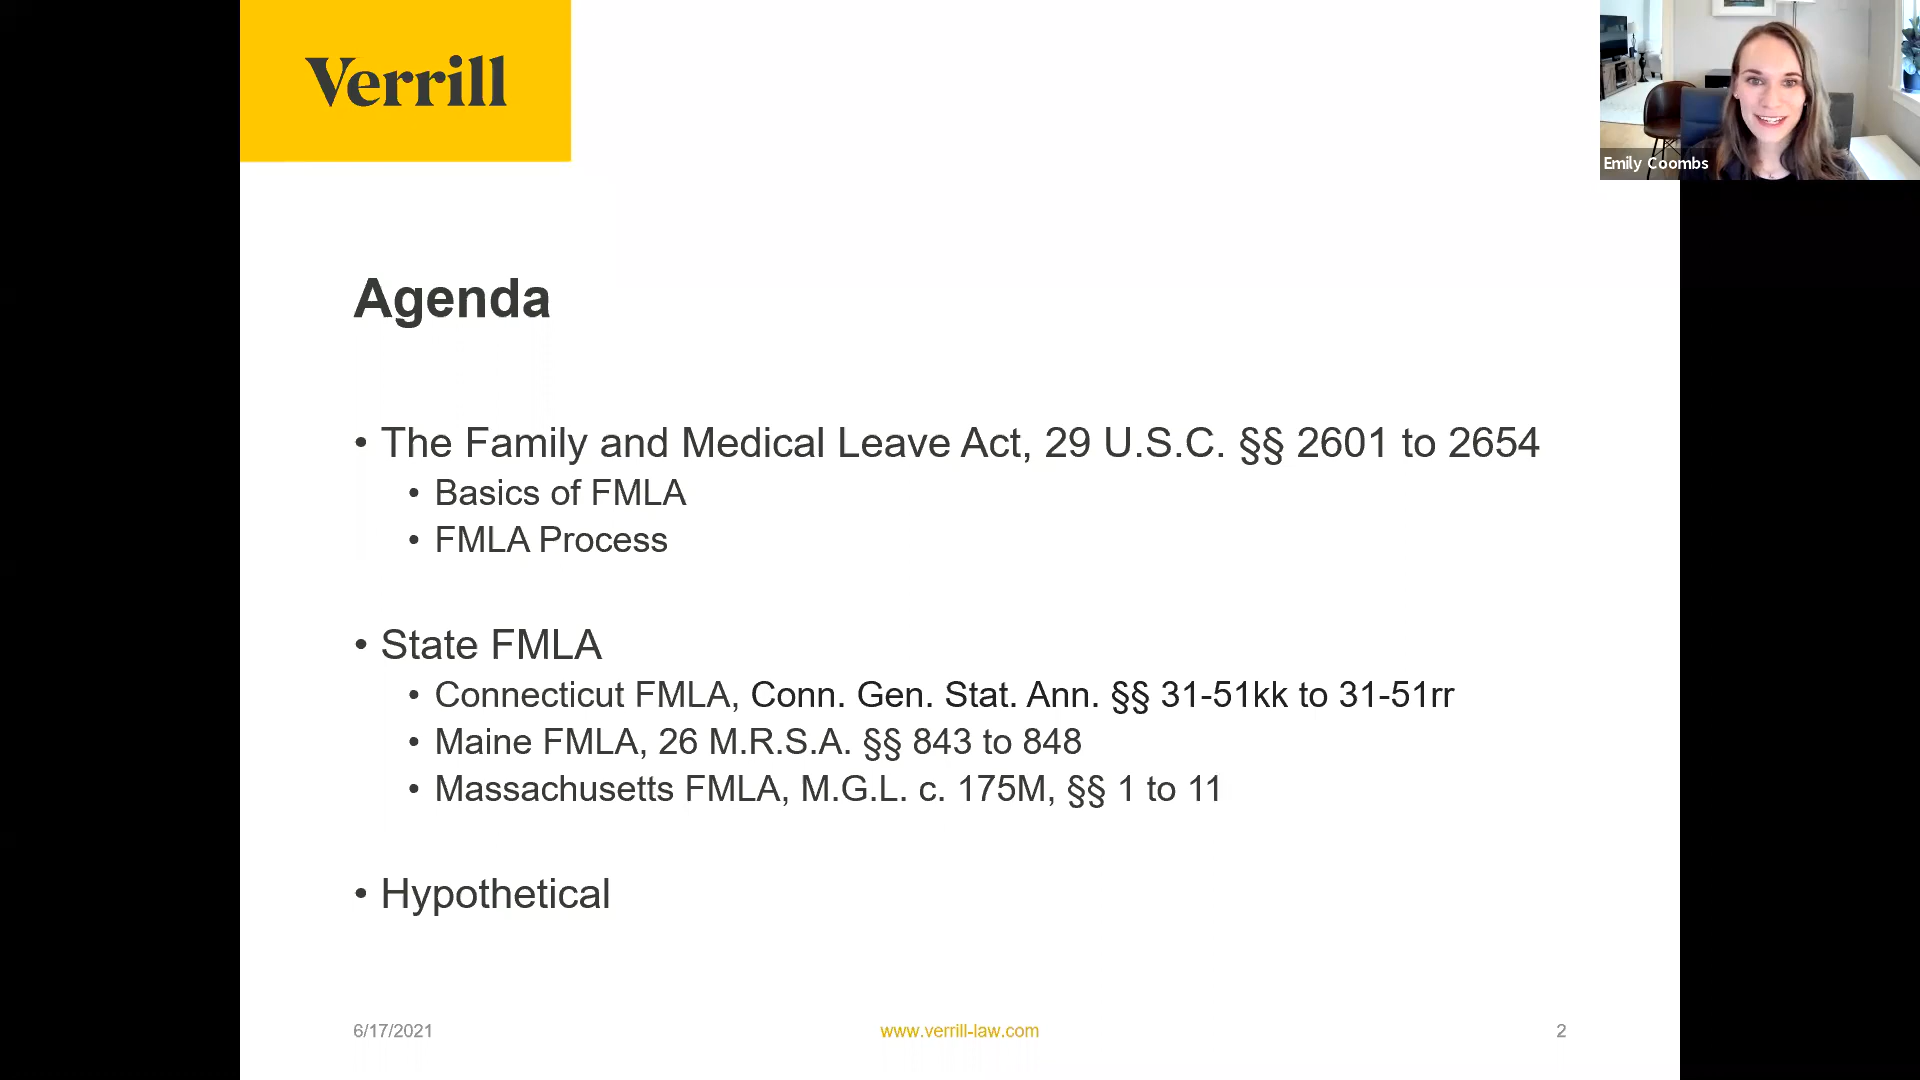 Verrill
Emily Coombs
Agenda
• The Family and Medical Leave Act, 29 U.S.C. §§ 2601 to 2654
• Basics of FMLA
• FMLA Process
• State FMLA
• Connecticut FMLA, Conn. Gen. Stat. Ann. §§ 31-51kk to 31-51rr
• Maine FMLA, 26 M.R.S.A. §§ 843 to 848
• Massachusetts FMLA, M.G.L. c. 175M, §§ 1 to 11
• Hypothetical
6/17/2021
www.verrill-law.com
2